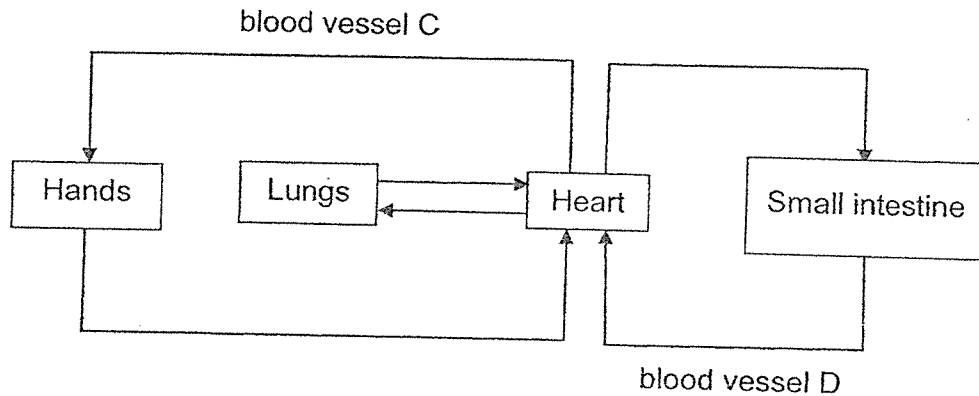 blood vessel C
Hands
Lungs
Heart
Small intestine
blood vessel D